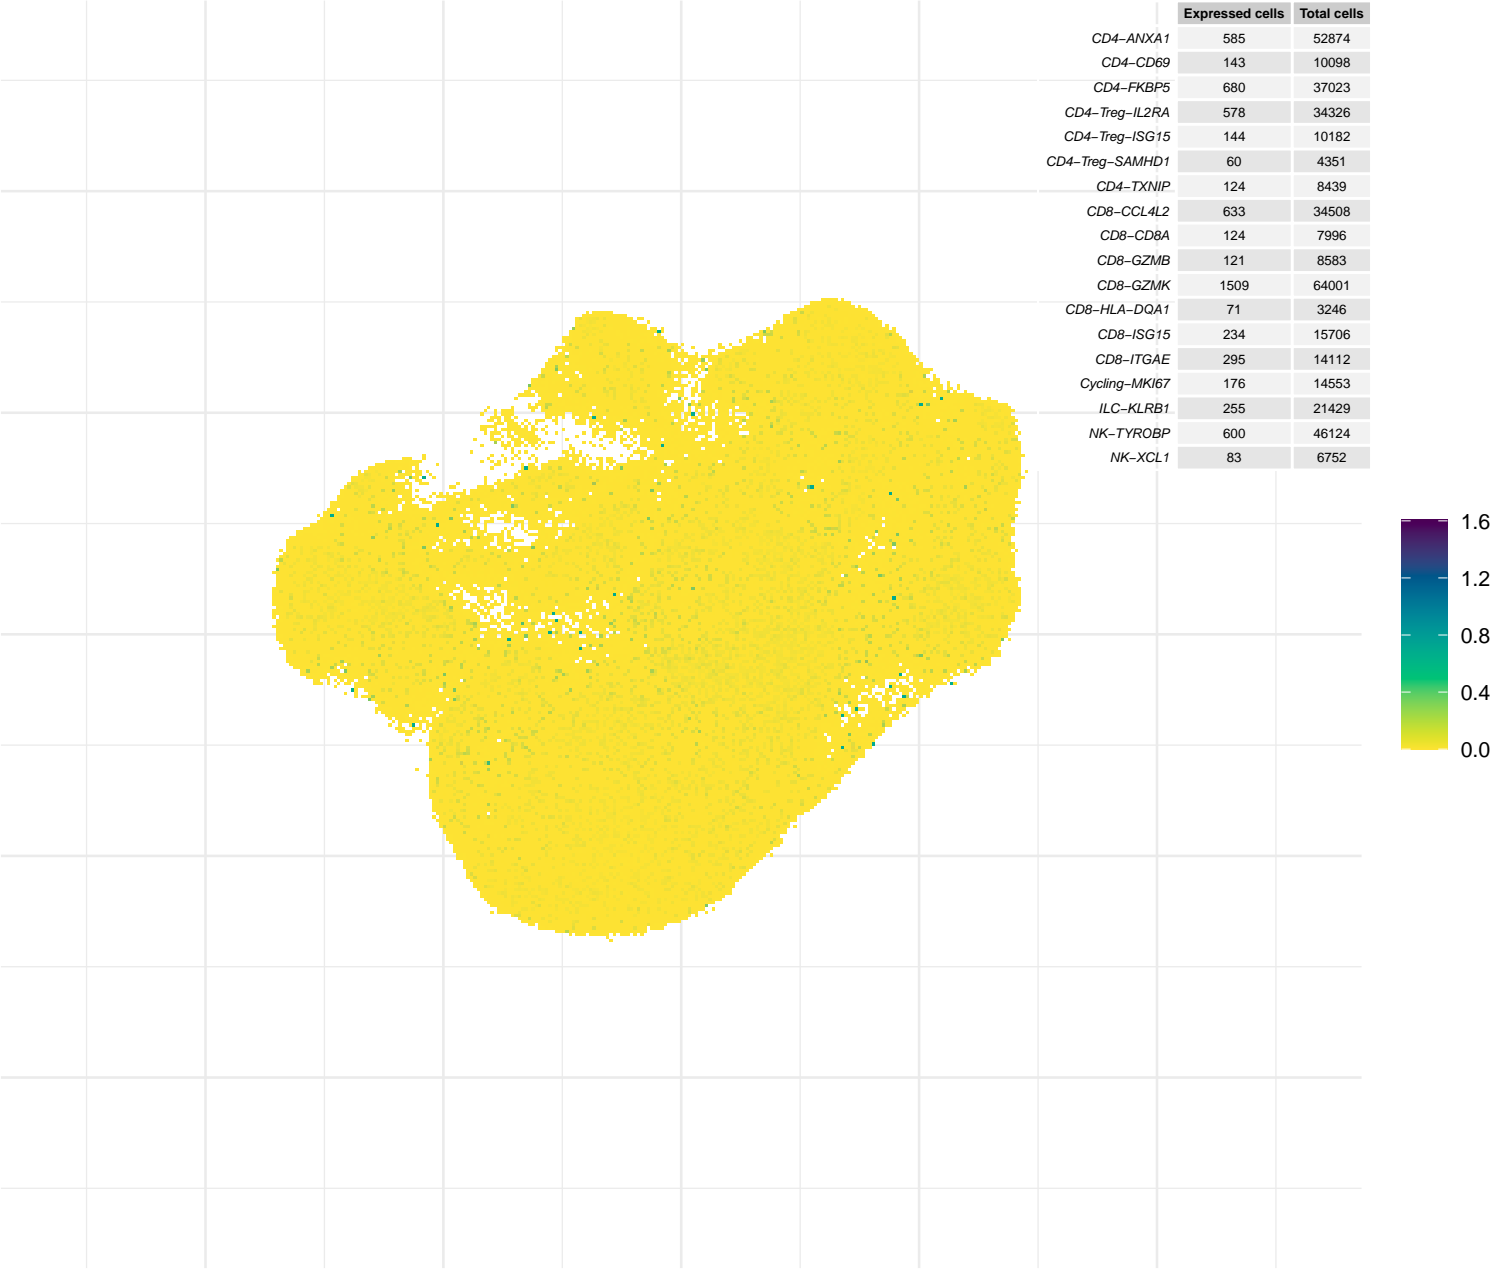 Expressed cells Total cells
CD4−ANXA1 585 52874
CD4−CD69 143 10098
CD4−FKBP5 680 37023
CD4−Treg−IL2RA 578 34326
CD4−Treg−ISG15 144 10182
CD4−Treg−SAMHD1 60 4351
CD4−TXNIP 124 8439
CD8−CCL4L2 633 34508
CD8−CD8A 124 7996
CD8−GZMB 121 8583
CD8−GZMK 1509 64001
CD8−HLA−DQA1 71 3246
CD8−ISG15 234 15706
CD8−ITGAE 295 14112
Cycling−MKI67 176 14553
ILC−KLRB1 255 21429
NK−TYROBP 600 46124
NK−XCL1 83 6752
1.6
1.2
0.8
0.4
0.0